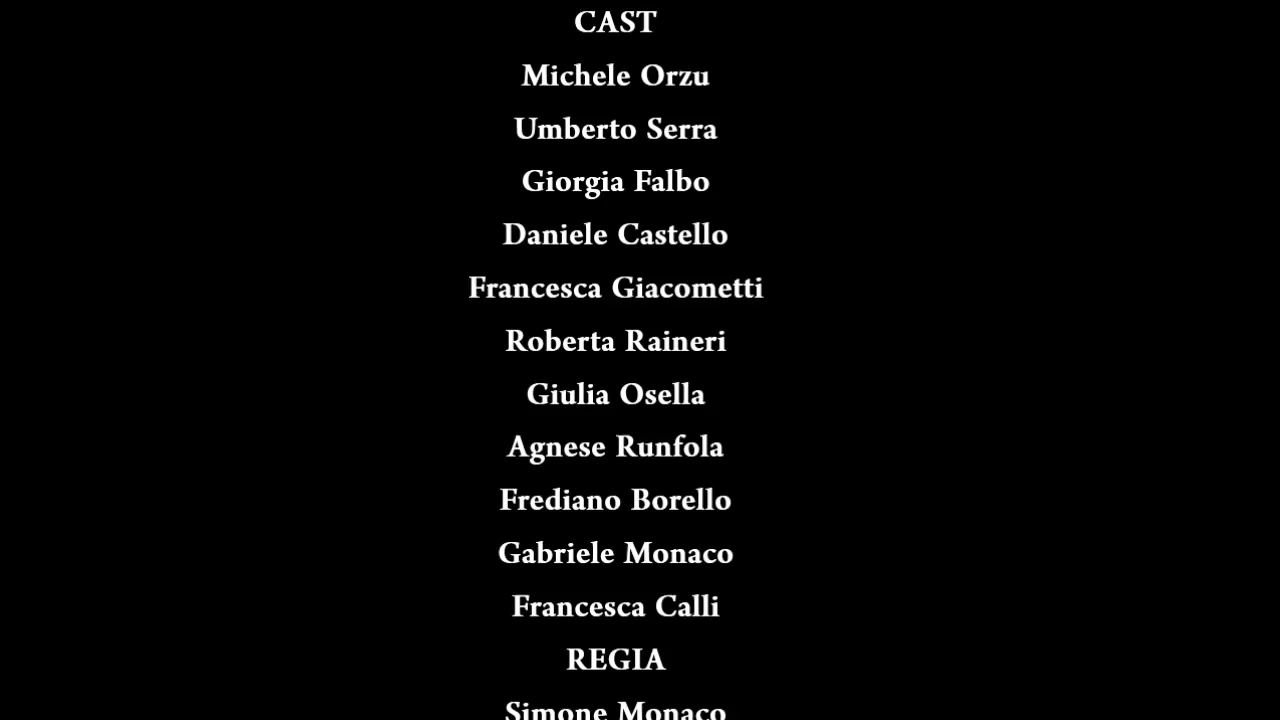 CAST
Michele Orzu
Umberto Serra
Giorgia Falbo
Daniele Castello
Francesca Giacometti
Roberta Raineri
Giulia Osella
Agnese Runfola
Frediano Borello
Gabriele Monaco
Francesca Calli
REGIA
Simone Monaco